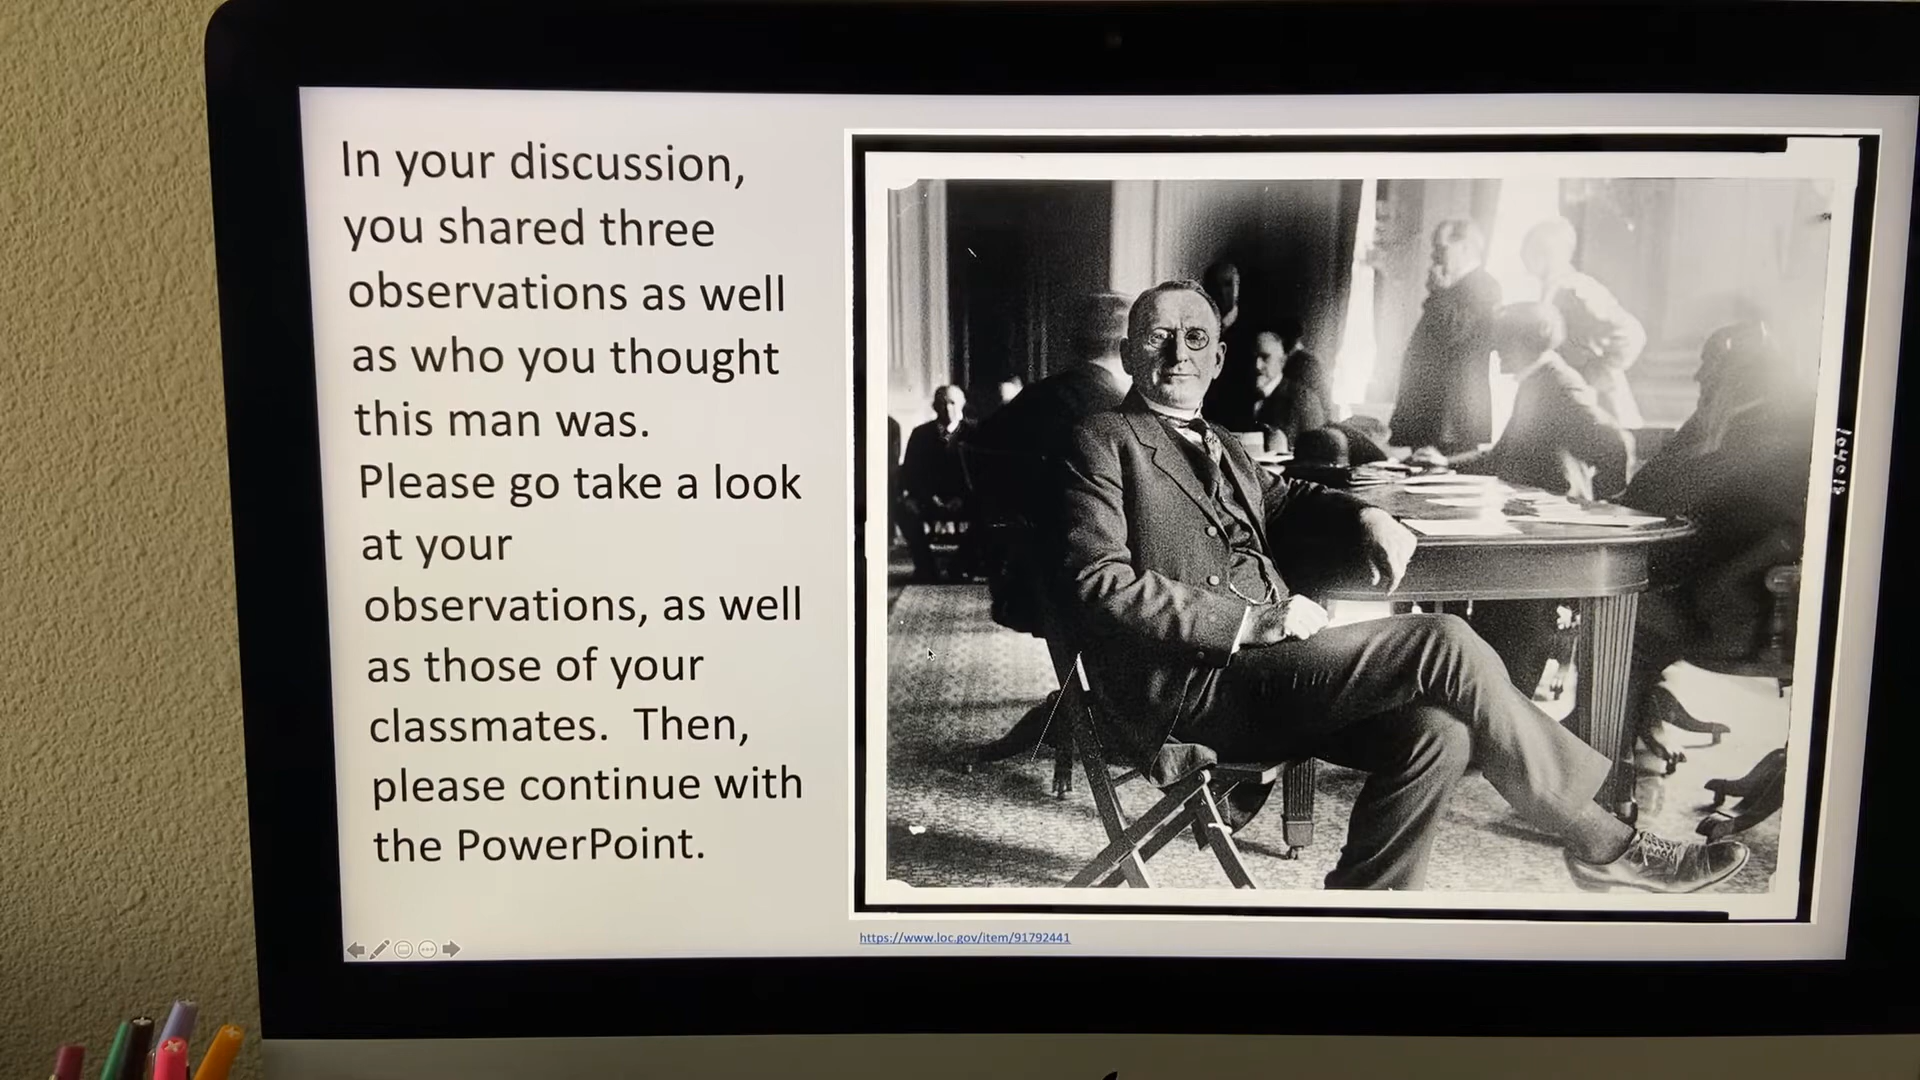 In your discussion,
you shared three
observations as well
as who you thought
this man was.
Please go take a look
at your
observations, as well
as those of your
classmates.  Then,
please continue with
the PowerPoint.
https://www.loc.gov/item/91792441